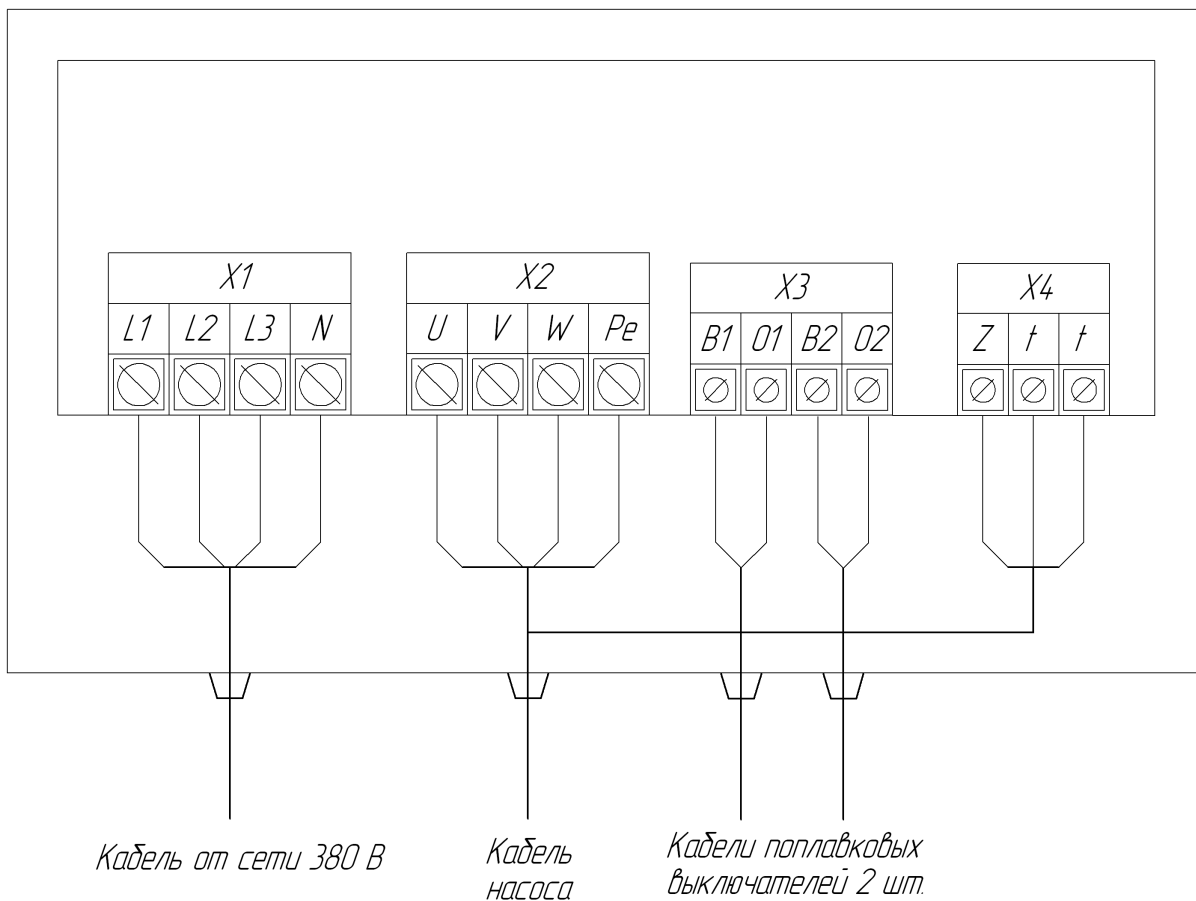 X1 X2 X3 X4
L1 L2 L3 N U V W Pe B1 O1 B2 O2 Z t t
Кабель от сети 380 В
Кабель
насоса
Кабели поплавковых
выключателей 2 шт.